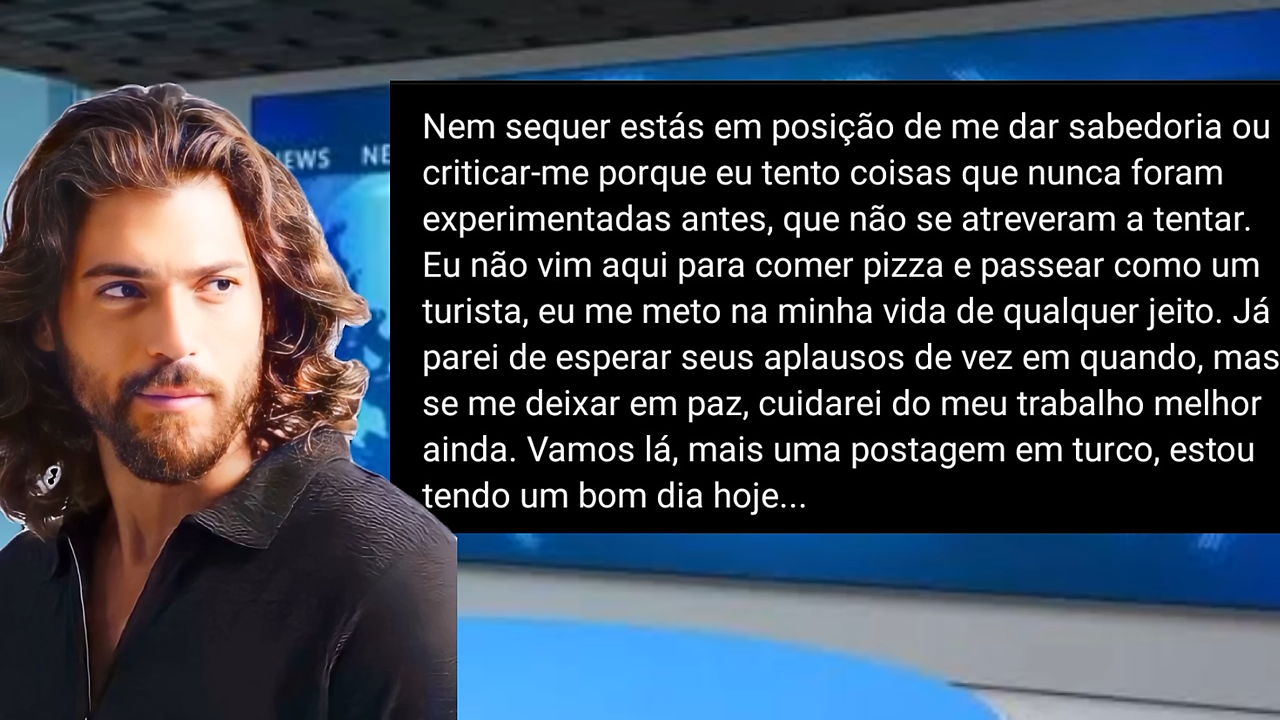 NEWS NE
Nem sequer estás em posição de me dar sabedoria ou
criticar-me porque eu tento coisas que nunca foram
experimentadas antes, que não se atreveram a tentar.
Eu não vim aqui para comer pizza e passear como um
turista, eu me meto na minha vida de qualquer jeito. Já
parei de esperar seus aplausos de vez em quando, mas
se me deixar em paz, cuidarei do meu trabalho melhor
ainda. Vamos lá, mais uma postagem em turco, estou
tendo um bom dia hoje...